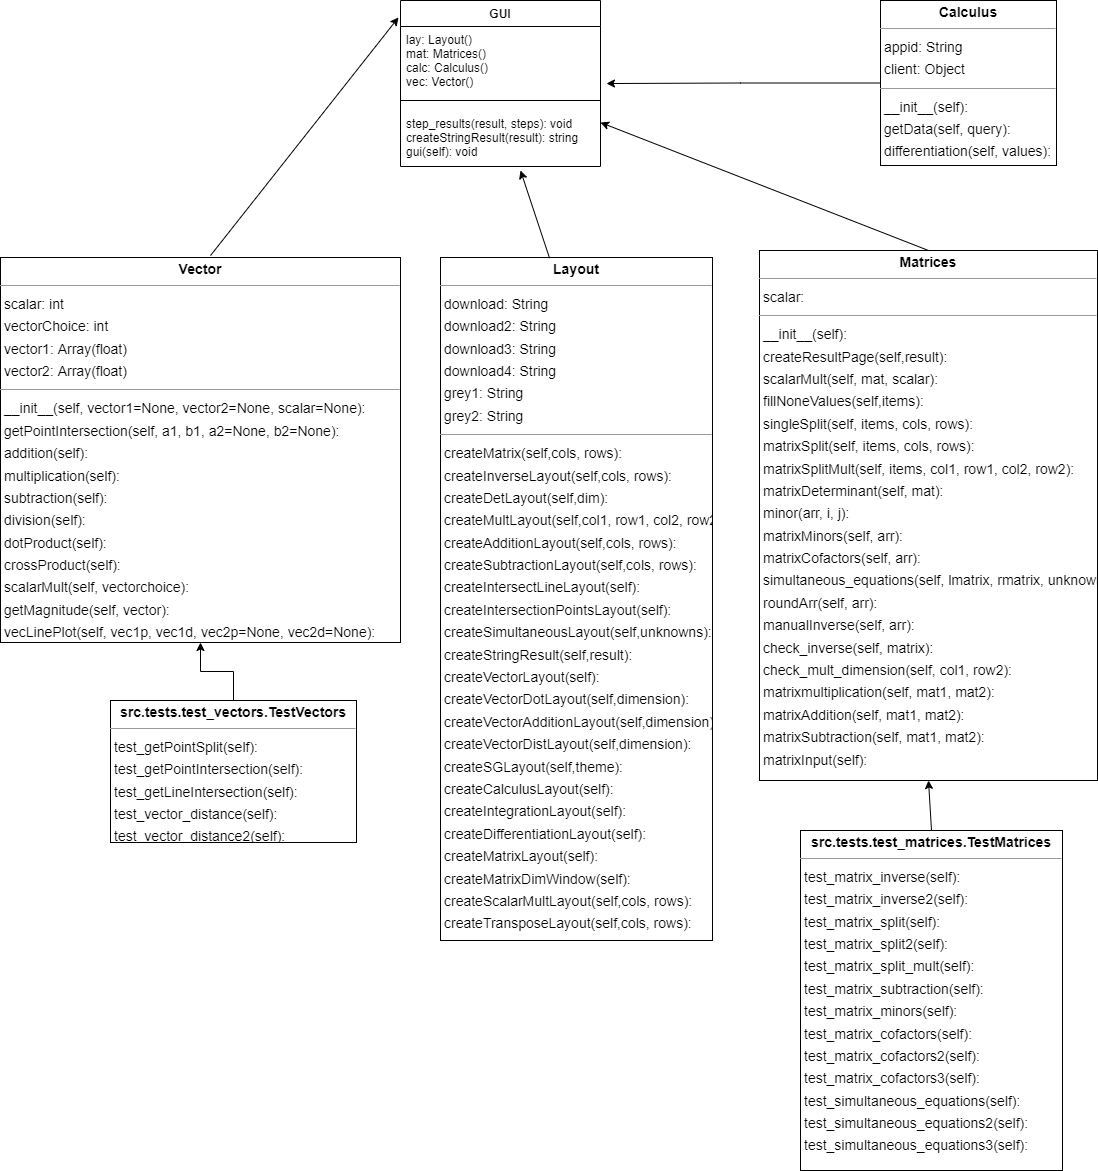 GUI
lay: Layout()
mat: Matrices()
calc: Calculus()
vec: Vector()
step_results(result, steps): void
createStringResult(result): string
gui(self): void
Calculus
appid: String
client: Object
__init__(self):
getData(self, query):
differentiation(self, values):
Vector
scalar: int
vectorChoice: int
vector1: Array(float)
vector2: Array(float)
__init__(self, vector1=None, vector2=None, scalar=None):
getPointIntersection(self, a1, b1, a2=None, b2=None):
addition(self):
multiplication(self):
subtraction(self):
division(self):
dotProduct(self):
crossProduct(self):
scalarMult(self, vectorchoice):
getMagnitude(self, vector):
vecLinePlot(self, vec1p, vec1d, vec2p=None, vec2d=None):
Layout
download: String
download2: String
download3: String
download4: String
grey1: String
grey2: String
createMatrix(self,cols, rows):
createInverseLayout(self,cols, rows):
createDetLayout(self,dim):
createMultLayout(self,col1, row1, col2, row2
createAdditionLayout(self,cols, rows):
createSubtractionLayout(self,cols, rows):
createIntersectLineLayout(self):
createIntersectionPointsLayout(self):
createSimultaneousLayout(self,unknowns):
createStringResult(self,result):
createVectorLayout(self):
createVectorDotLayout(self,dimension):
createVectorAdditionLayout(self,dimension)
createVectorDistLayout(self,dimension):
createSGLayout(self,theme):
createCalculusLayout(self):
createIntegrationLayout(self):
createDifferentiationLayout(self):
createMatrixLayout(self):
createMatrixDimWindow(self):
createScalarMultLayout(self,cols, rows):
createTransposeLayout(self,cols, rows):
Matrices
scalar:
__init__(self):
createResultPage(self,result):
scalarMult(self, mat, scalar):
fillNoneValues(self,items):
singleSplit(self, items, cols, rows):
matrixSplit(self, items, cols, rows):
matrixSplitMult(self, items, col1, row1, col2, row2):
matrixDeterminant(self, mat):
minor(arr, i, j):
matrixMinors(self, arr):
matrixCofactors(self, arr):
simultaneous_equations(self, lmatrix, rmatrix, unknow
roundArr(self, arr):
manualInverse(self, arr):
check_inverse(self, matrix):
check_mult_dimension(self, col1, row2):
matrixmultiplication(self, mat1, mat2):
matrixAddition(self, mat1, mat2):
matrixSubtraction(self, mat1, mat2):
matrixInput(self):
src.tests.test_vectors.TestVectors
test_getPointSplit(self):
test_getPointIntersection(self):
test_getLineIntersection(self):
test_vector_distance(self):
test_vector_distance2(self):
src.tests.test_matrices.TestMatrices
test_matrix_inverse(self):
test_matrix_inverse2(self):
test_matrix_split(self):
test_matrix_split2(self):
test_matrix_split_mult(self):
test_matrix_subtraction(self):
test_matrix_minors(self):
test_matrix_cofactors(self):
test_matrix_cofactors2(self):
test_matrix_cofactors3(self):
test_simultaneous_equations(self):
test_simultaneous_equations2(self):
test_simultaneous_equations3(self):